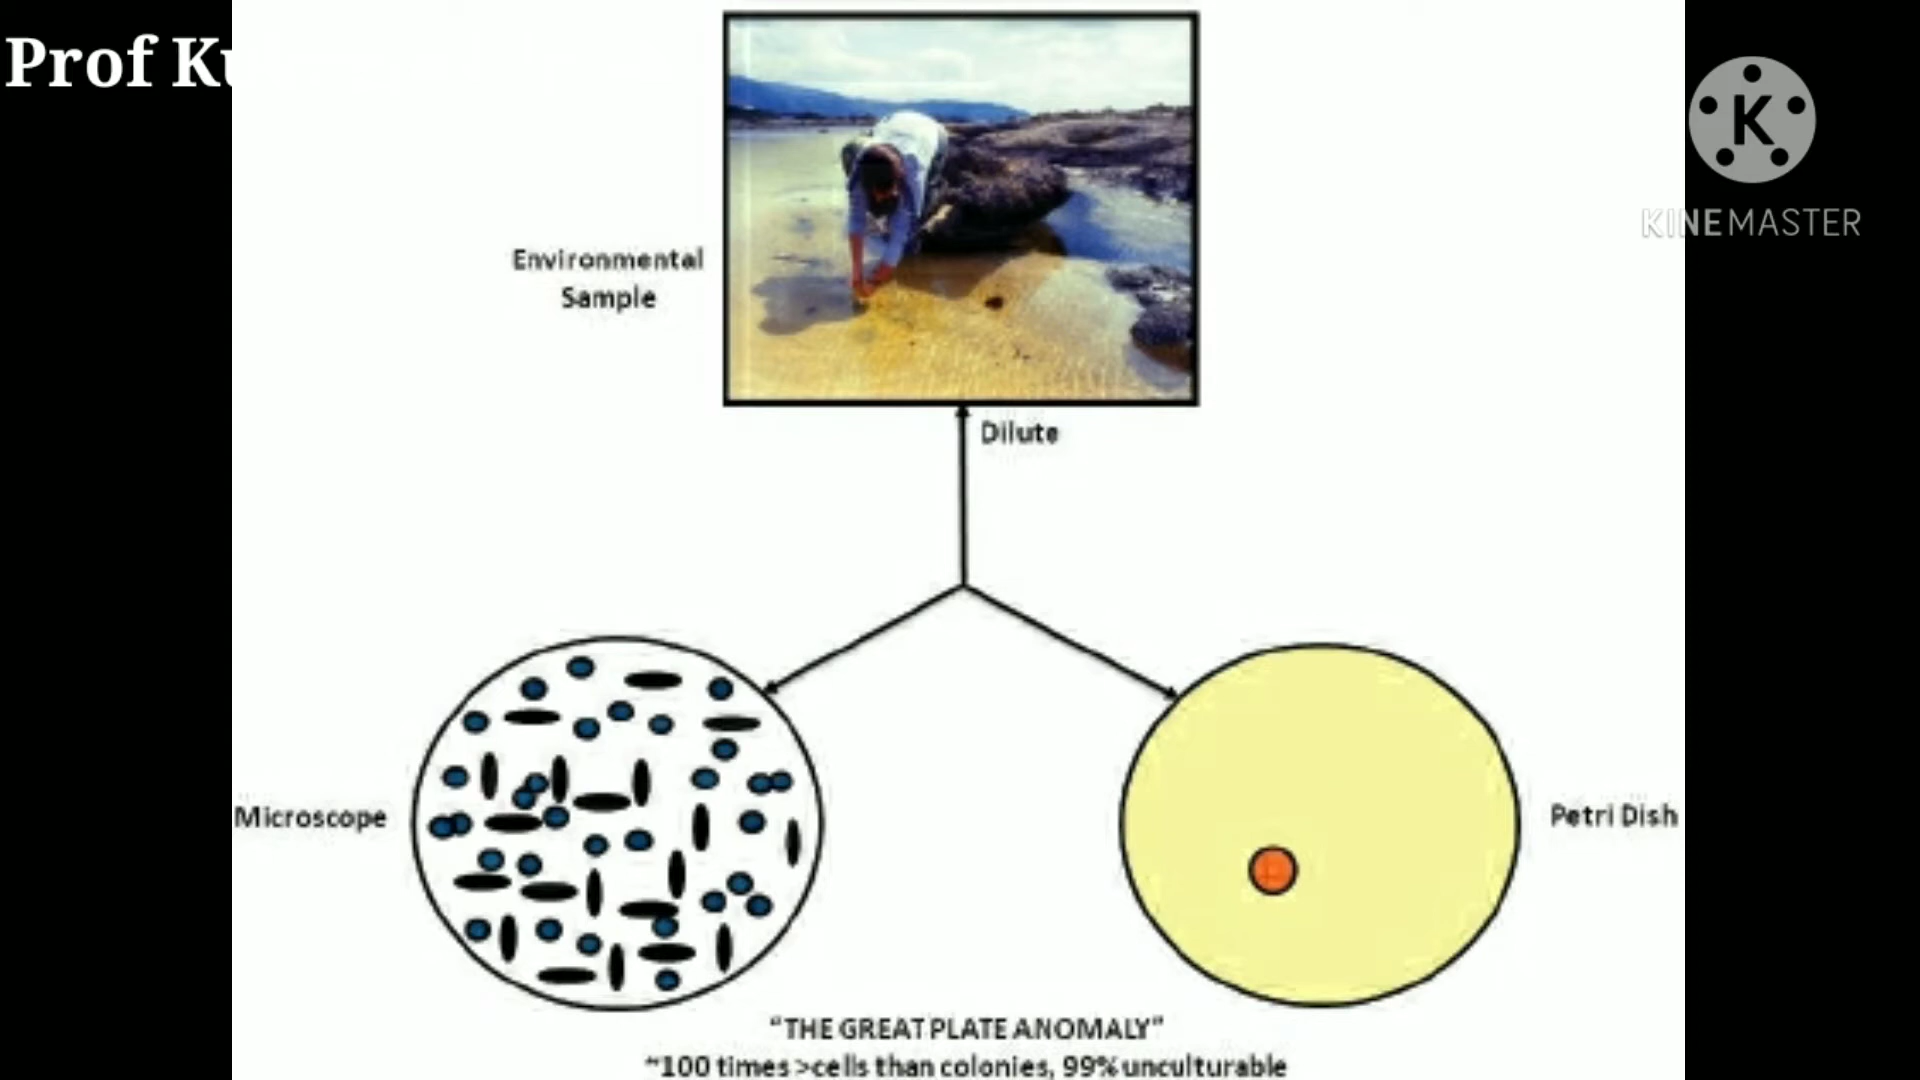 Prof Ku
K
KINEMASTER
Environmental
Sample
Dilute
Microscope
Petri Dish
"THE GREAT PLATE ANOMALY"
~100 times >cells than colonies, 99% unculturable